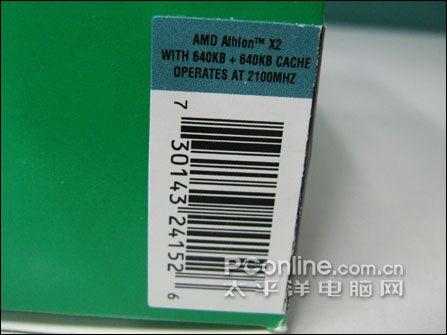 AMD Athlon™ X2
WITH 640KB + 640KB CACHE
OPERATES AT 2100MHZ
7 30143 24152 6
PConline.com.cn
太平洋电脑网